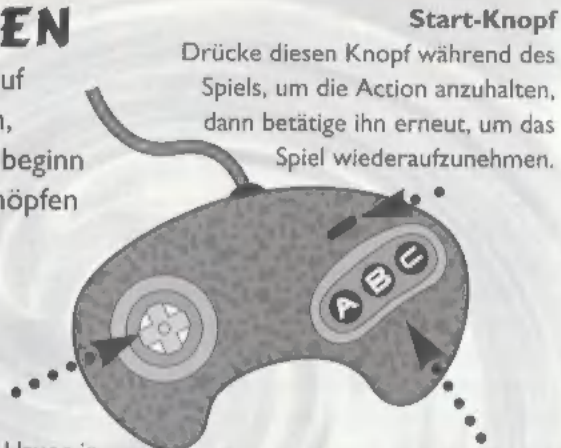 EN
Start-Knopf
Drücke diesen Knopf während des
Spiels, um die Action anzuhalten,
dann betätige ihn erneut, um das
Spiel wiederaufzunehmen.
uf
beginn
A B C